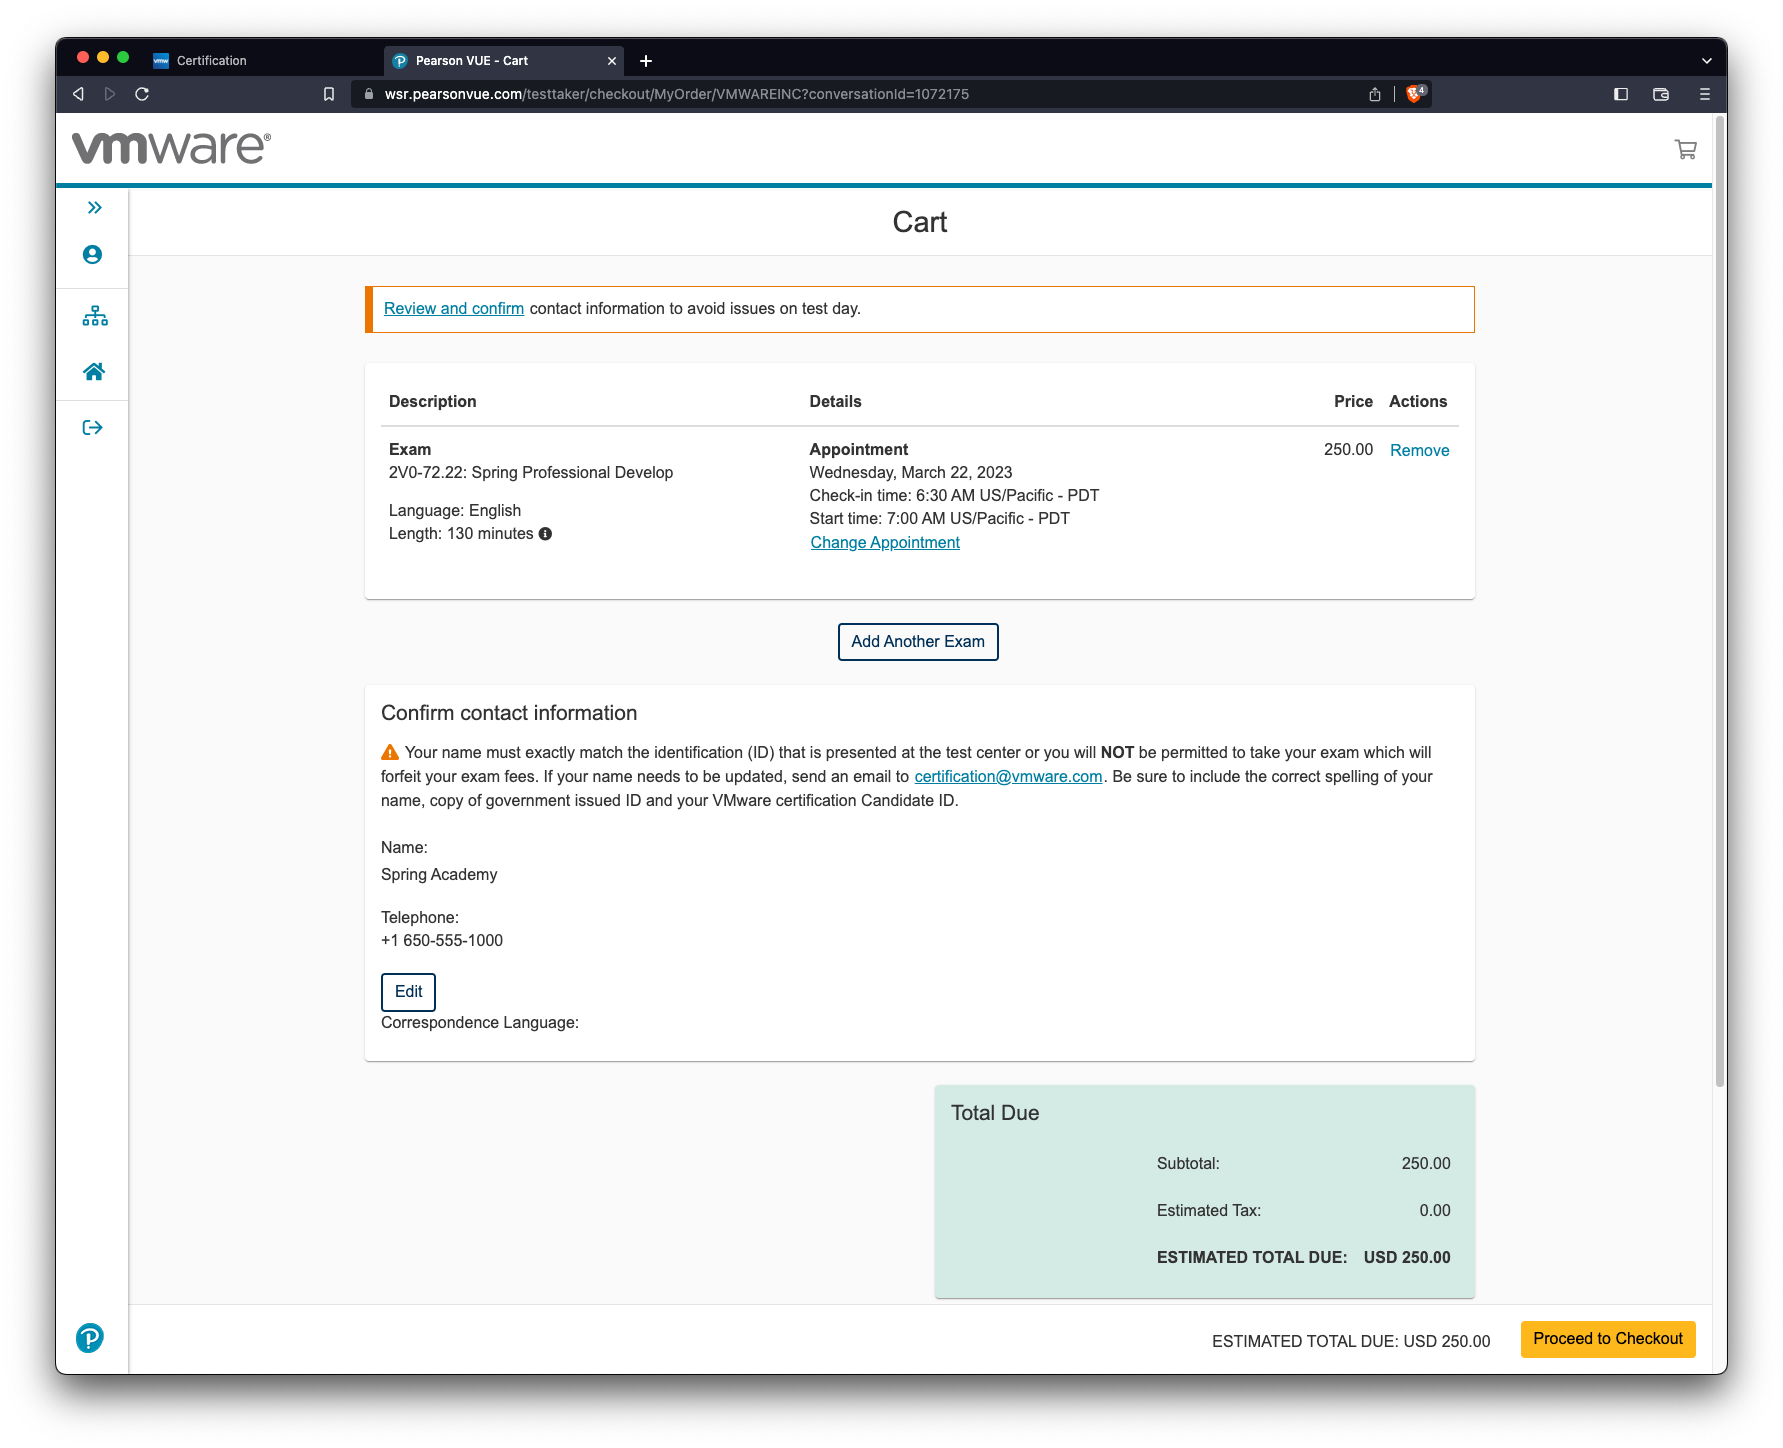 vmw Certification
Pearson VUE - Cart
wsr.pearsonvue.com/testtaker/checkout/MyOrder/VMWAREINC?conversationId=1072175
4
vmware®
Cart
Review and confirm contact information to avoid issues on test day.
Description Details Price Actions
Exam Appointment 250.00 Remove
2V0-72.22: Spring Professional Develop Wednesday, March 22, 2023
Check-in time: 6:30 AM US/Pacific - PDT
Language: English Start time: 7:00 AM US/Pacific - PDT
Length: 130 minutes Change Appointment
Add Another Exam
Confirm contact information
Your name must exactly match the identification (ID) that is presented at the test center or you will NOT be permitted to take your exam which will
forfeit your exam fees. If your name needs to be updated, send an email to certification@vmware.com. Be sure to include the correct spelling of your
name, copy of government issued ID and your VMware certification Candidate ID.
Name:
Spring Academy
Telephone:
+1 650-555-1000
Edit
Correspondence Language:
Total Due
Subtotal: 250.00
Estimated Tax: 0.00
ESTIMATED TOTAL DUE: USD 250.00
ESTIMATED TOTAL DUE: USD 250.00 Proceed to Checkout